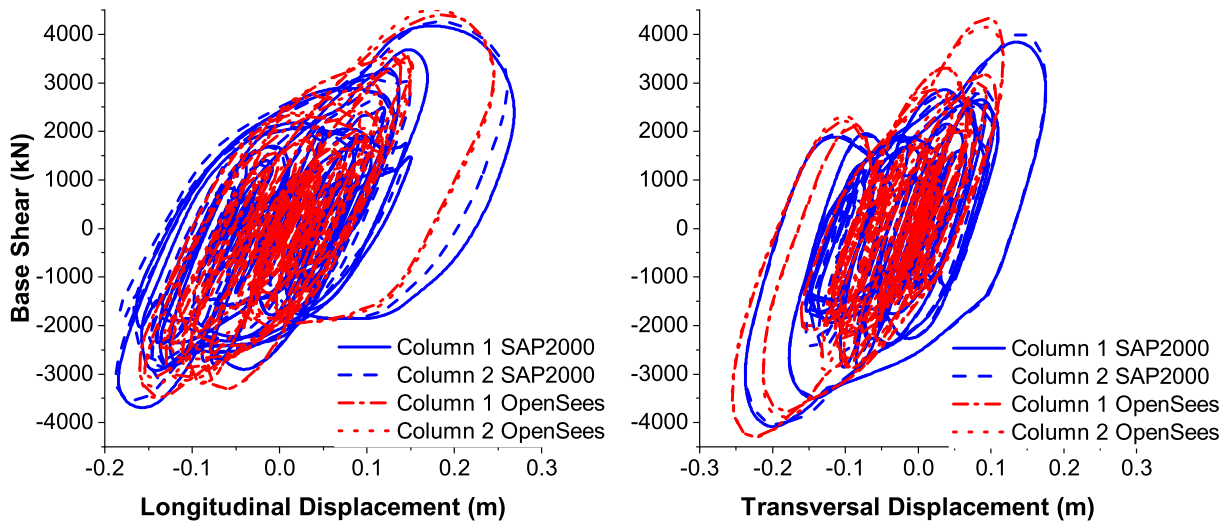 4000
3000
2000
1000
0
-1000
-2000
-3000
-4000
Base Shear (kN)
-0.2 -0.1 0.0 0.1 0.2 0.3
Longitudinal Displacement (m)
Column 1 SAP2000
Column 2 SAP2000
Column 1 OpenSees
Column 2 OpenSees
4000
3000
2000
1000
0
-1000
-2000
-3000
-4000
-0.3 -0.2 -0.1 0.0 0.1 0.2 0.3
Transversal Displacement (m)
Column 1 SAP2000
Column 2 SAP2000
Column 1 OpenSees
Column 2 OpenSees